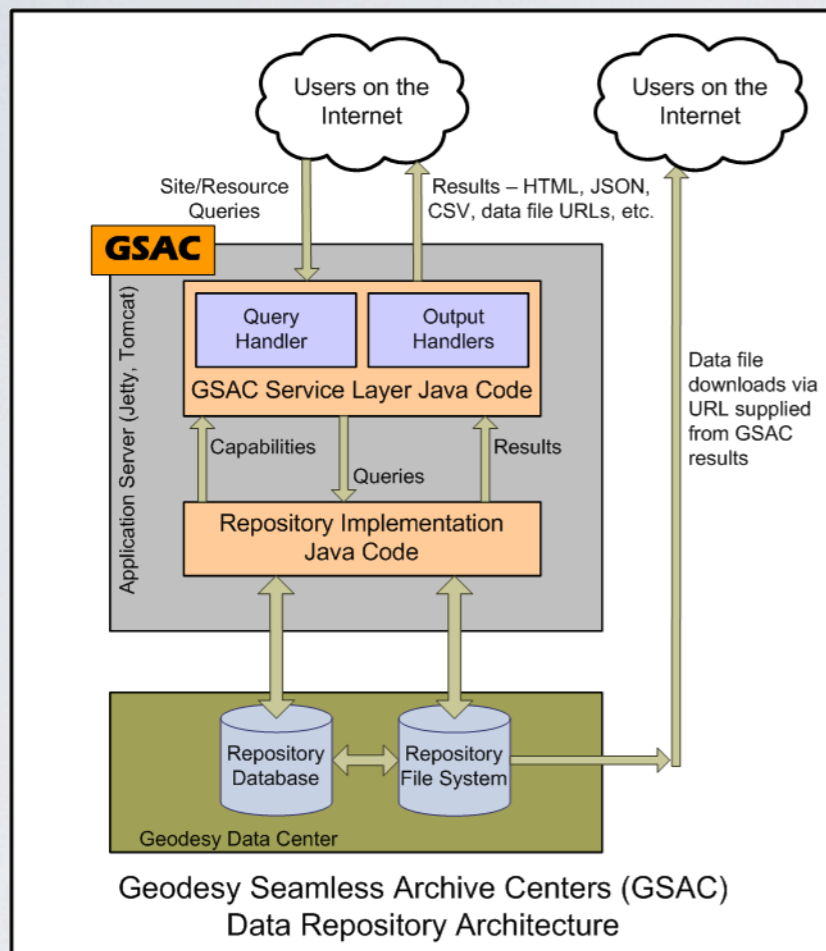 Users on the
Internet
Users on the
Internet
Site/Resource
Queries
Results – HTML, JSON,
CSV, data file URLs, etc.
GSAC
Application Server (Jetty, Tomcat)
Query
Handler
Output
Handlers
GSAC Service Layer Java Code
Data file
downloads via
URL supplied
from GSAC
results
Capabilities
Queries
Results
Repository Implementation
Java Code
Repository
Database
Repository
File System
Geodesy Data Center
Geodesy Seamless Archive Centers (GSAC)
Data Repository Architecture